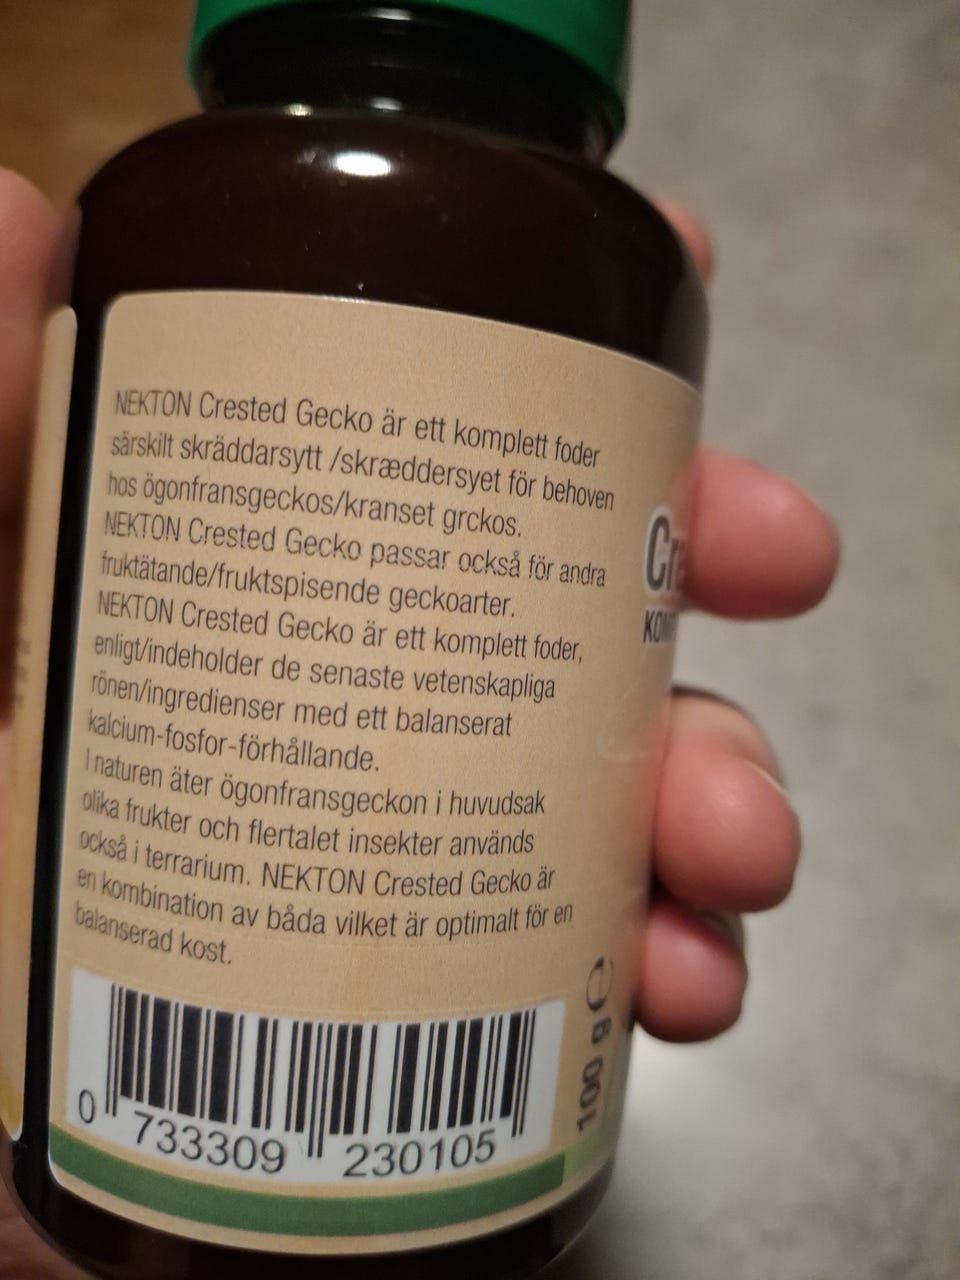 NEKTON Crested Gecko är ett komplett foder
särskilt skräddarsytt /skræddersyet för behoven
hos ögonfransgeckos/kranset grckos.
NEKTON Crested Gecko passar också för andra
fruktätande/fruktspisende geckoarter.
NEKTON Crested Gecko är ett komplett foder,
enligt/indeholder de senaste vetenskapliga
rönen/ingredienser med ett balanserat
kalcium-fosfor-förhållande.
I naturen äter ögonfransgeckon i huvudsak
olika frukter och flertalet insekter används
också i terrarium. NEKTON Crested Gecko är
en kombination av båda vilket är optimalt för en
balanserad kost.
0 733309 230105
100 g ℮